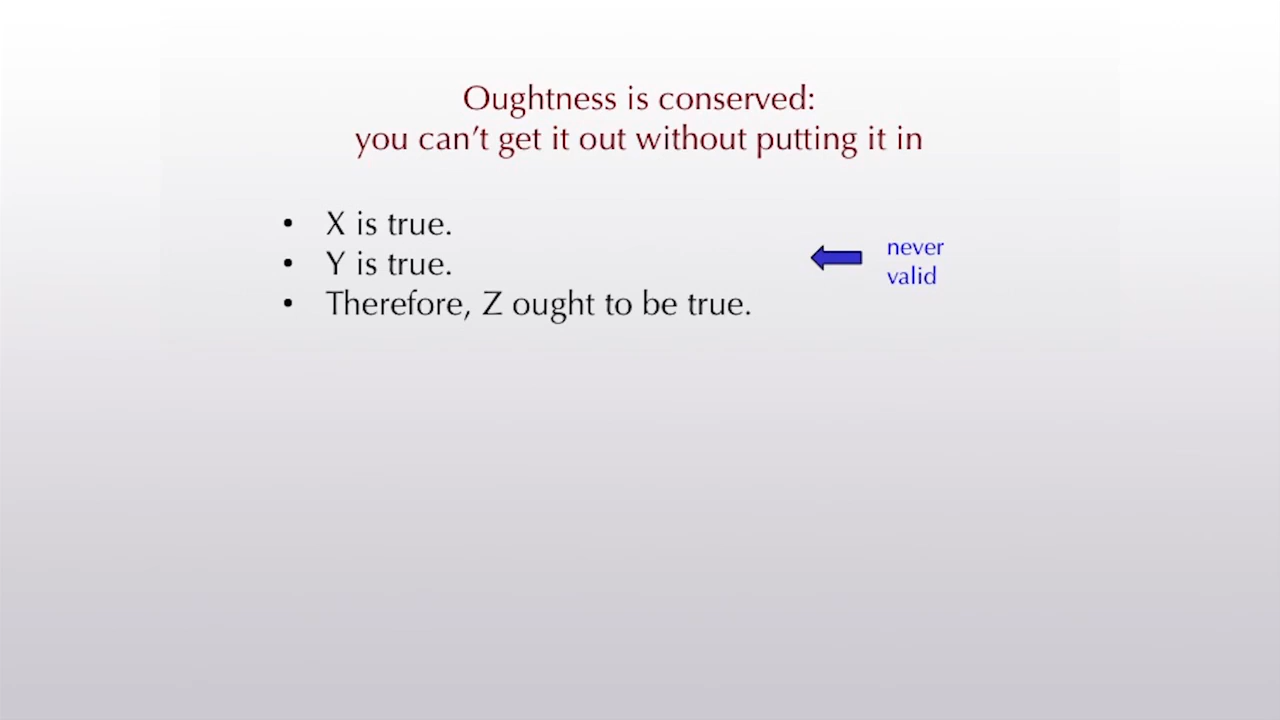 Oughtness is conserved:
you can’t get it out without putting it in
• X is true.
• Y is true.
• Therefore, Z ought to be true.
never
valid